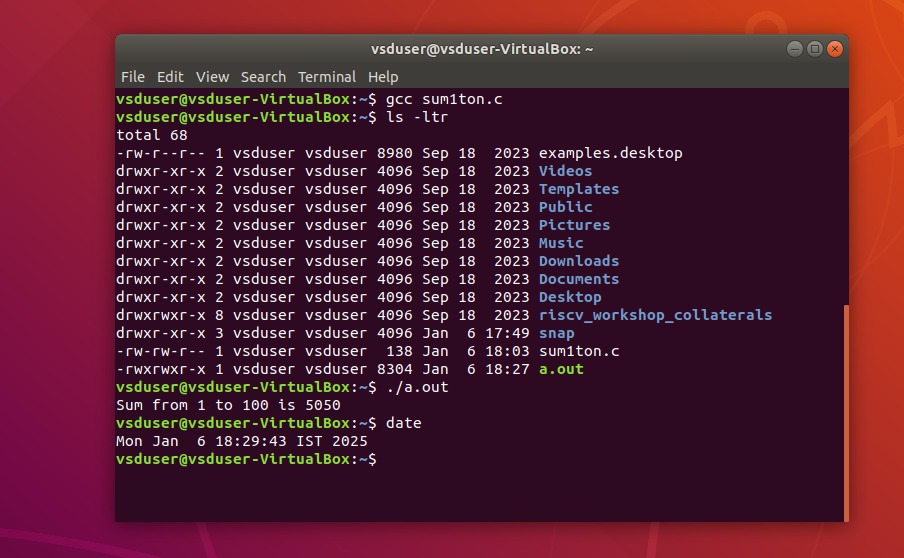 vsduser@vsduser-VirtualBox: ~
File Edit View Search Terminal Help
vsduser@vsduser-VirtualBox:~$ gcc sum1ton.c
vsduser@vsduser-VirtualBox:~$ ls -ltr
total 68
-rw-r--r-- 1 vsduser vsduser 8980 Sep 18  2023 examples.desktop
drwxr-xr-x 2 vsduser vsduser 4096 Sep 18  2023 Videos
drwxr-xr-x 2 vsduser vsduser 4096 Sep 18  2023 Templates
drwxr-xr-x 2 vsduser vsduser 4096 Sep 18  2023 Public
drwxr-xr-x 2 vsduser vsduser 4096 Sep 18  2023 Pictures
drwxr-xr-x 2 vsduser vsduser 4096 Sep 18  2023 Music
drwxr-xr-x 2 vsduser vsduser 4096 Sep 18  2023 Downloads
drwxr-xr-x 2 vsduser vsduser 4096 Sep 18  2023 Documents
drwxr-xr-x 2 vsduser vsduser 4096 Sep 18  2023 Desktop
drwxrwxr-x 8 vsduser vsduser 4096 Sep 18  2023 riscv_workshop_collaterals
drwxr-xr-x 3 vsduser vsduser 4096 Jan  6 17:49 snap
-rw-rw-r-- 1 vsduser vsduser  138 Jan  6 18:03 sum1ton.c
-rwxrwxr-x 1 vsduser vsduser 8304 Jan  6 18:27 a.out
vsduser@vsduser-VirtualBox:~$ ./a.out
Sum from 1 to 100 is 5050
vsduser@vsduser-VirtualBox:~$ date
Mon Jan  6 18:29:43 IST 2025
vsduser@vsduser-VirtualBox:~$